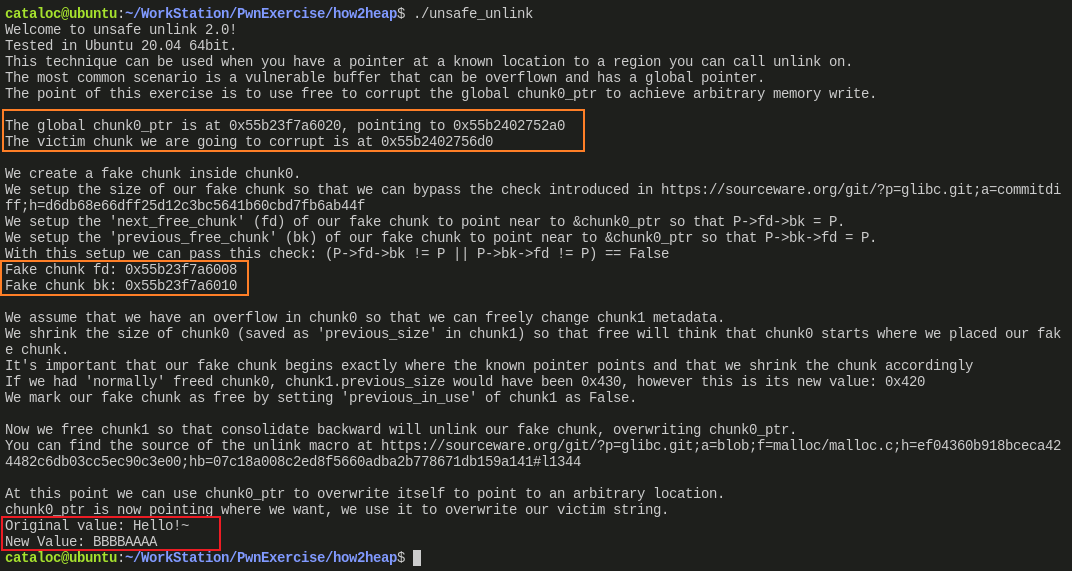 cataloc@ubuntu:~/WorkStation/PwnExercise/how2heap$ ./unsafe_unlink
Welcome to unsafe unlink 2.0!
Tested in Ubuntu 20.04 64bit.
This technique can be used when you have a pointer at a known location to a region you can call unlink on.
The most common scenario is a vulnerable buffer that can be overflown and has a global pointer.
The point of this exercise is to use free to corrupt the global chunk0_ptr to achieve arbitrary memory write.
The global chunk0_ptr is at 0x55b23f7a6020, pointing to 0x55b2402752a0
The victim chunk we are going to corrupt is at 0x55b2402756d0
We create a fake chunk inside chunk0.
We setup the size of our fake chunk so that we can bypass the check introduced in https://sourceware.org/git/?p=glibc.git;a=commitdi
ff;h=d6db68e66dff25d12c3bc5641b60cbd7fb6ab44f
We setup the 'next_free_chunk' (fd) of our fake chunk to point near to &chunk0_ptr so that P->fd->bk = P.
We setup the 'previous_free_chunk' (bk) of our fake chunk to point near to &chunk0_ptr so that P->bk->fd = P.
With this setup we can pass this check: (P->fd->bk != P || P->bk->fd != P) == False
Fake chunk fd: 0x55b23f7a6008
Fake chunk bk: 0x55b23f7a6010
We assume that we have an overflow in chunk0 so that we can freely change chunk1 metadata.
We shrink the size of chunk0 (saved as 'previous_size' in chunk1) so that free will think that chunk0 starts where we placed our fak
e chunk.
It's important that our fake chunk begins exactly where the known pointer points and that we shrink the chunk accordingly
If we had 'normally' freed chunk0, chunk1.previous_size would have been 0x430, however this is its new value: 0x420
We mark our fake chunk as free by setting 'previous_in_use' of chunk1 as False.
Now we free chunk1 so that consolidate backward will unlink our fake chunk, overwriting chunk0_ptr.
You can find the source of the unlink macro at https://sourceware.org/git/?p=glibc.git;a=blob;f=malloc/malloc.c;h=ef04360b918bceca42
4482c6db03cc5ec90c3e00;hb=07c18a008c2ed8f5660adba2b778671db159a141#l1344
At this point we can use chunk0_ptr to overwrite itself to point to an arbitrary location.
chunk0_ptr is now pointing where we want, we use it to overwrite our victim string.
Original value: Hello!~
New Value: BBBBAAAA
cataloc@ubuntu:~/WorkStation/PwnExercise/how2heap$